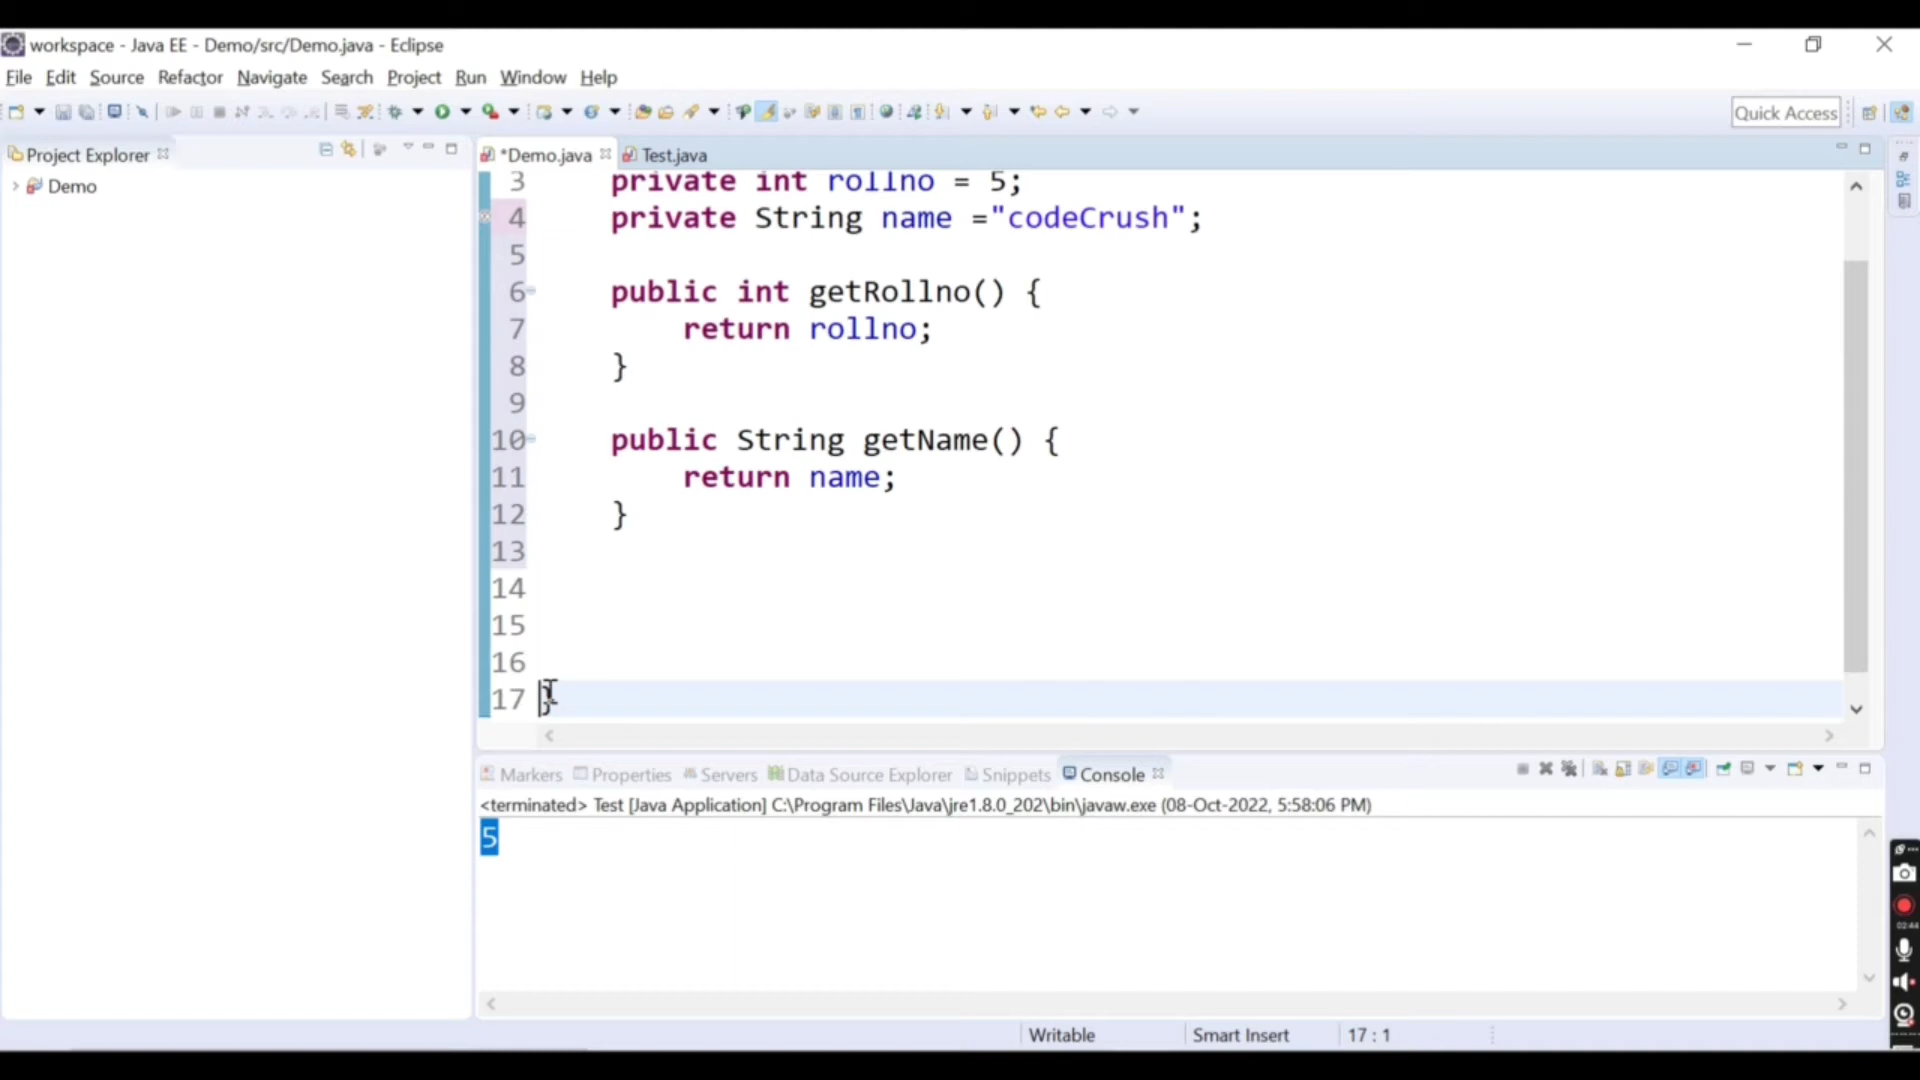 workspace - Java EE - Demo/src/Demo.java - Eclipse
File Edit Source Refactor Navigate Search Project Run Window Help
Quick Access
Project Explorer
*Demo.java Test.java
Demo
3 private int rollno = 5;
4 private String name ="codeCrush";
5
6 public int getRollno() {
7 return rollno;
8 }
9
10 public String getName() {
11 return name;
12 }
13
14
15
16
17 }
Markers Properties Servers Data Source Explorer Snippets Console
<terminated> Test [Java Application] C:\Program Files\Java\jre1.8.0_202\bin\javaw.exe (08-Oct-2022, 5:58:06 PM)
5
02:44
Writable Smart Insert 17 : 1